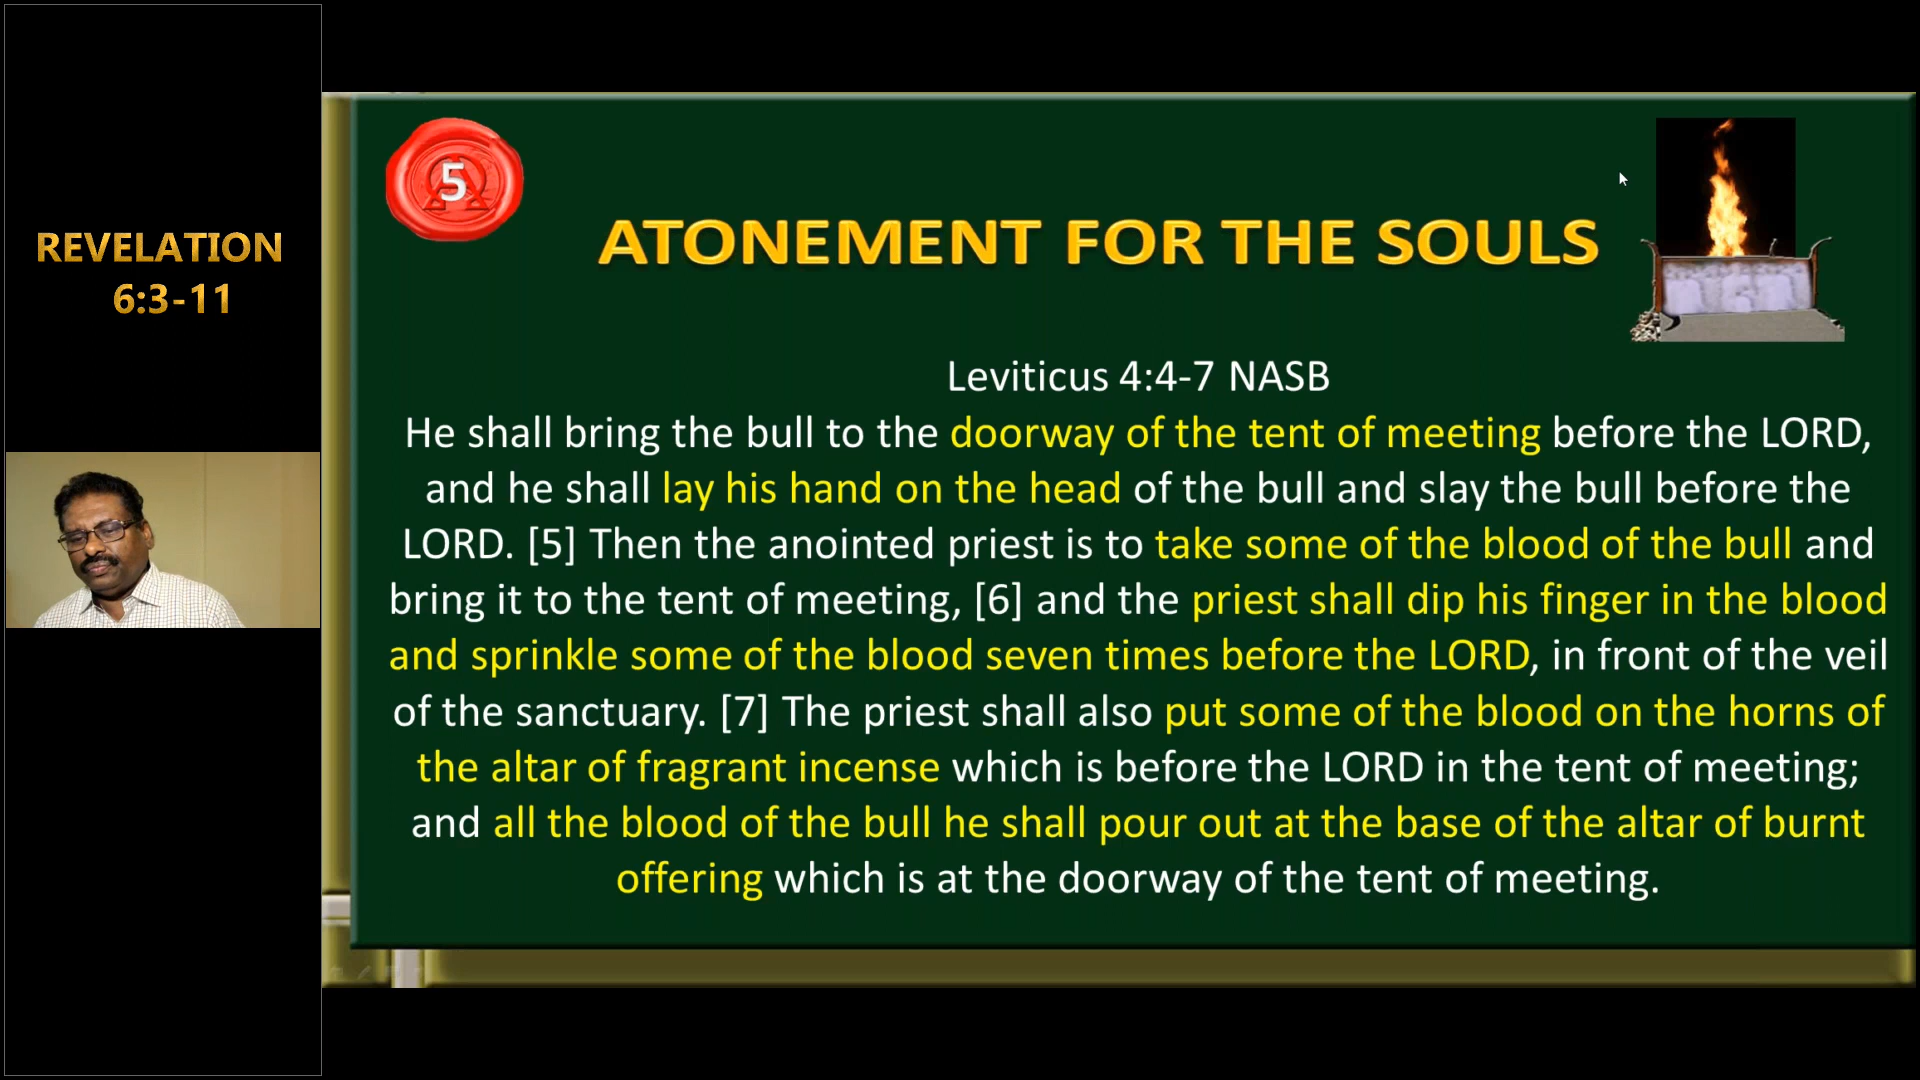 REVELATION
6:3-11
5
ATONEMENT FOR THE SOULS
Leviticus 4:4-7 NASB
He shall bring the bull to the doorway of the tent of meeting before the LORD,
and he shall lay his hand on the head of the bull and slay the bull before the
LORD. [5] Then the anointed priest is to take some of the blood of the bull and
bring it to the tent of meeting, [6] and the priest shall dip his finger in the blood
and sprinkle some of the blood seven times before the LORD, in front of the veil
of the sanctuary. [7] The priest shall also put some of the blood on the horns of
the altar of fragrant incense which is before the LORD in the tent of meeting;
and all the blood of the bull he shall pour out at the base of the altar of burnt
offering which is at the doorway of the tent of meeting.